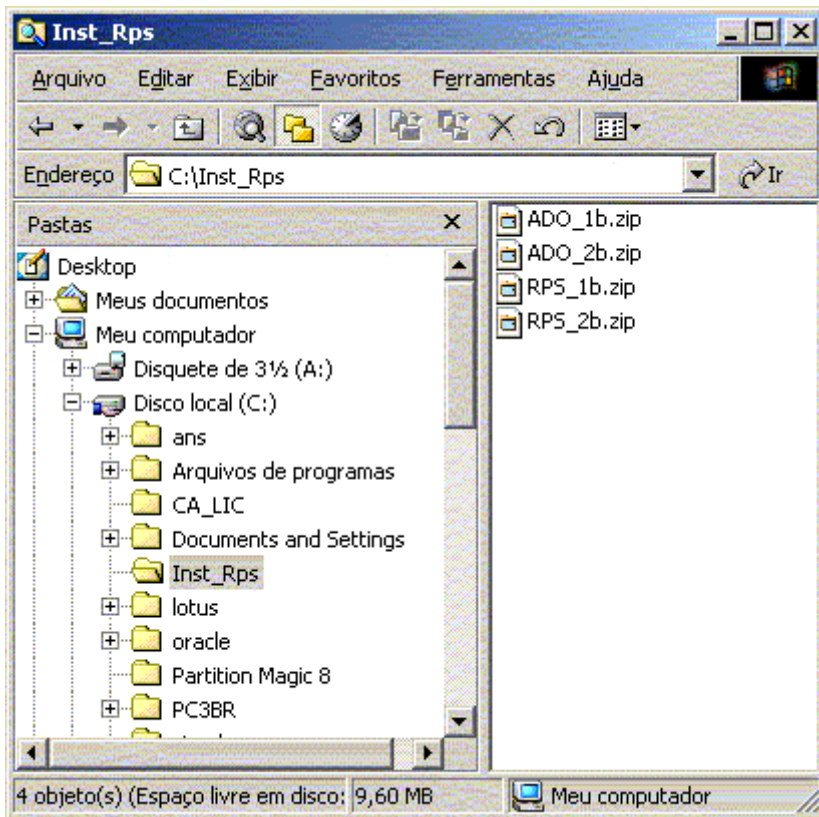 Inst_Rps
Arquivo Editar Exibir Favoritos Ferramentas Ajuda
Endereço C:\Inst_Rps Ir
Pastas
Desktop
Meus documentos
Meu computador
Disquete de 3½ (A:)
Disco local (C:)
ans
Arquivos de programas
CA_LIC
Documents and Settings
Inst_Rps
lotus
oracle
Partition Magic 8
PC3BR
ADO_1b.zip
ADO_2b.zip
RPS_1b.zip
RPS_2b.zip
4 objeto(s) (Espaço livre em disco: 9,60 MB Meu computador